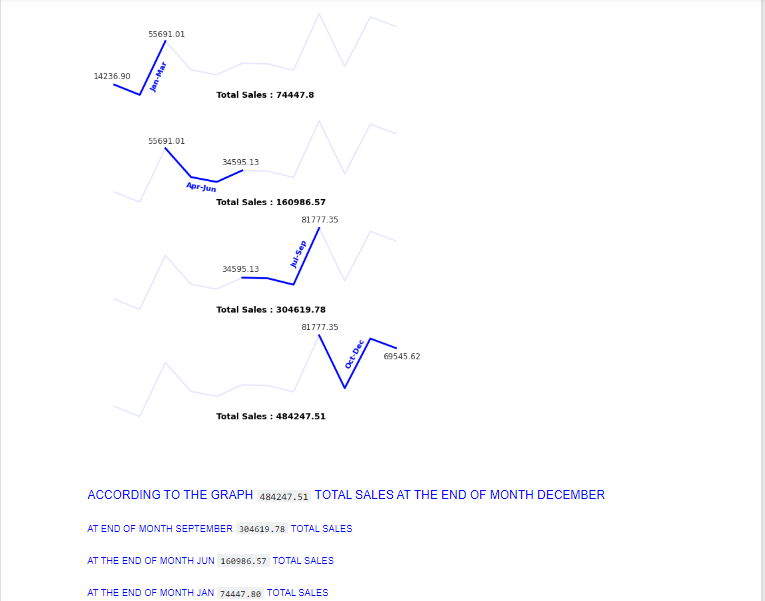 55691.01
14236.90
Jan-Mar
Total Sales : 74447.8
55691.01
34595.13
Apr-Jun
Total Sales : 160986.57
81777.35
Jul-Sep
34595.13
Total Sales : 304619.78
81777.35
Oct-Dec
69545.62
Total Sales : 484247.51
ACCORDING TO THE GRAPH 484247.51 TOTAL SALES AT THE END OF MONTH DECEMBER
AT END OF MONTH SEPTEMBER 304619.78 TOTAL SALES
AT THE END OF MONTH JUN 160986.57 TOTAL SALES
AT THE END OF MONTH JAN 74447.80 TOTAL SALES